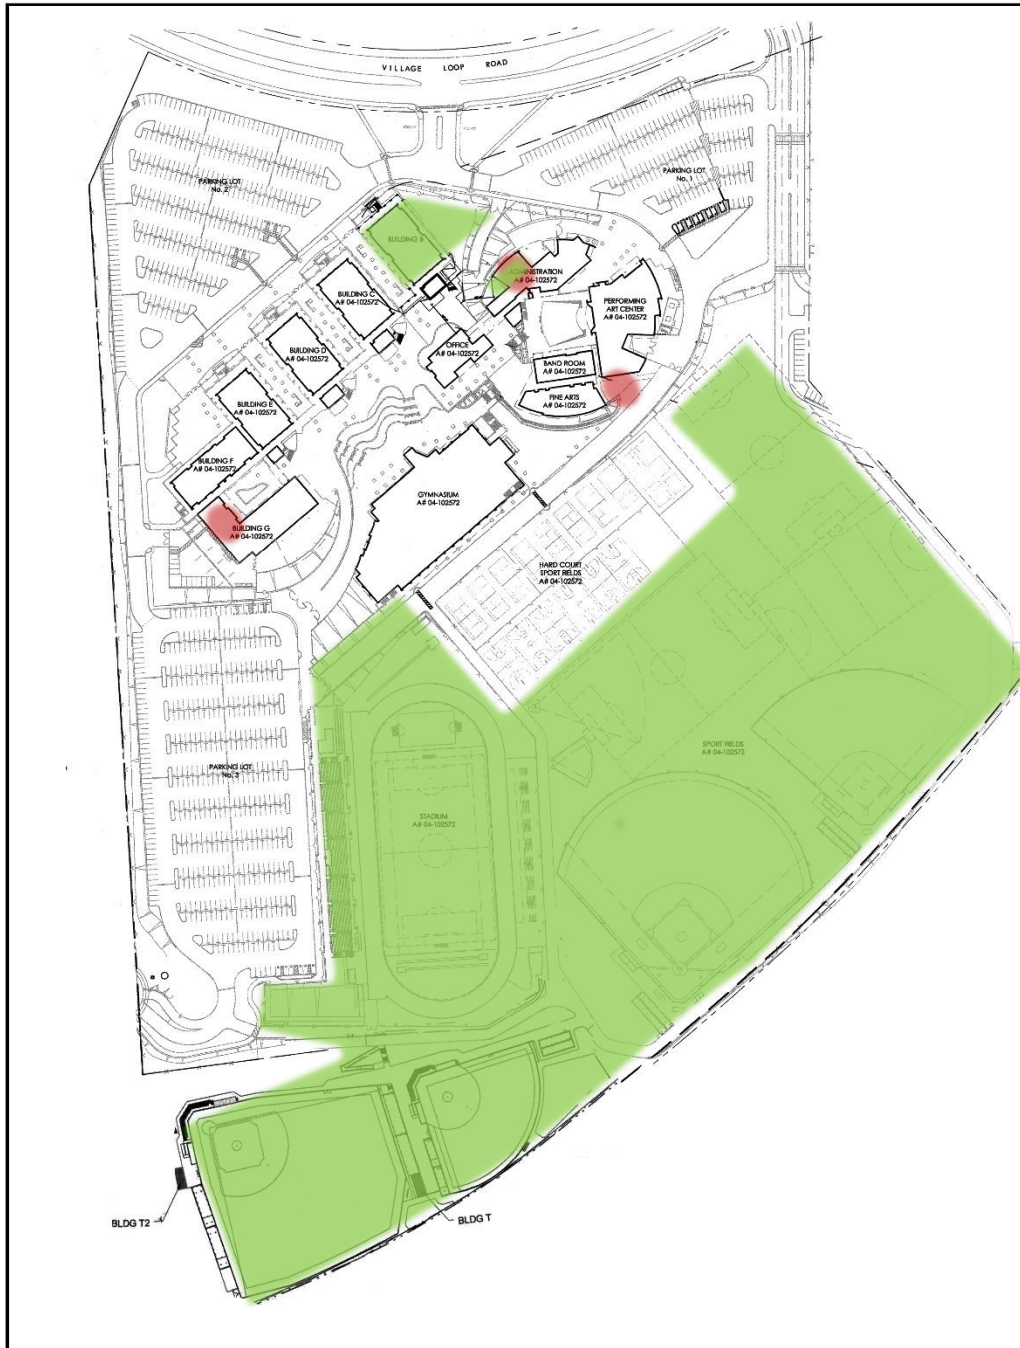 VILLAGE LOOP ROAD
PARKING LOT
No. 2
PARKING LOT
No. 1
BUILDING B
ADMINISTRATION
A# 04-102572
BUILDING C
A# 04-102572
PERFORMING
ART CENTER
A# 04-102572
BUILDING D
A# 04-102572
OFFICE
A# 04-102572
BAND ROOM
A# 04-102572
FINE ARTS
A# 04-102572
BUILDING E
A# 04-102572
BUILDING F
A# 04-102572
GYMNASIUM
A# 04-102572
BUILDING G
A# 04-102572
HARD COURT
SPORT FIELDS
A# 04-102572
SPORT FIELDS
A# 04-102572
PARKING LOT
No. 3
STADIUM
A# 04-102572
BLDG T2
BLDG T